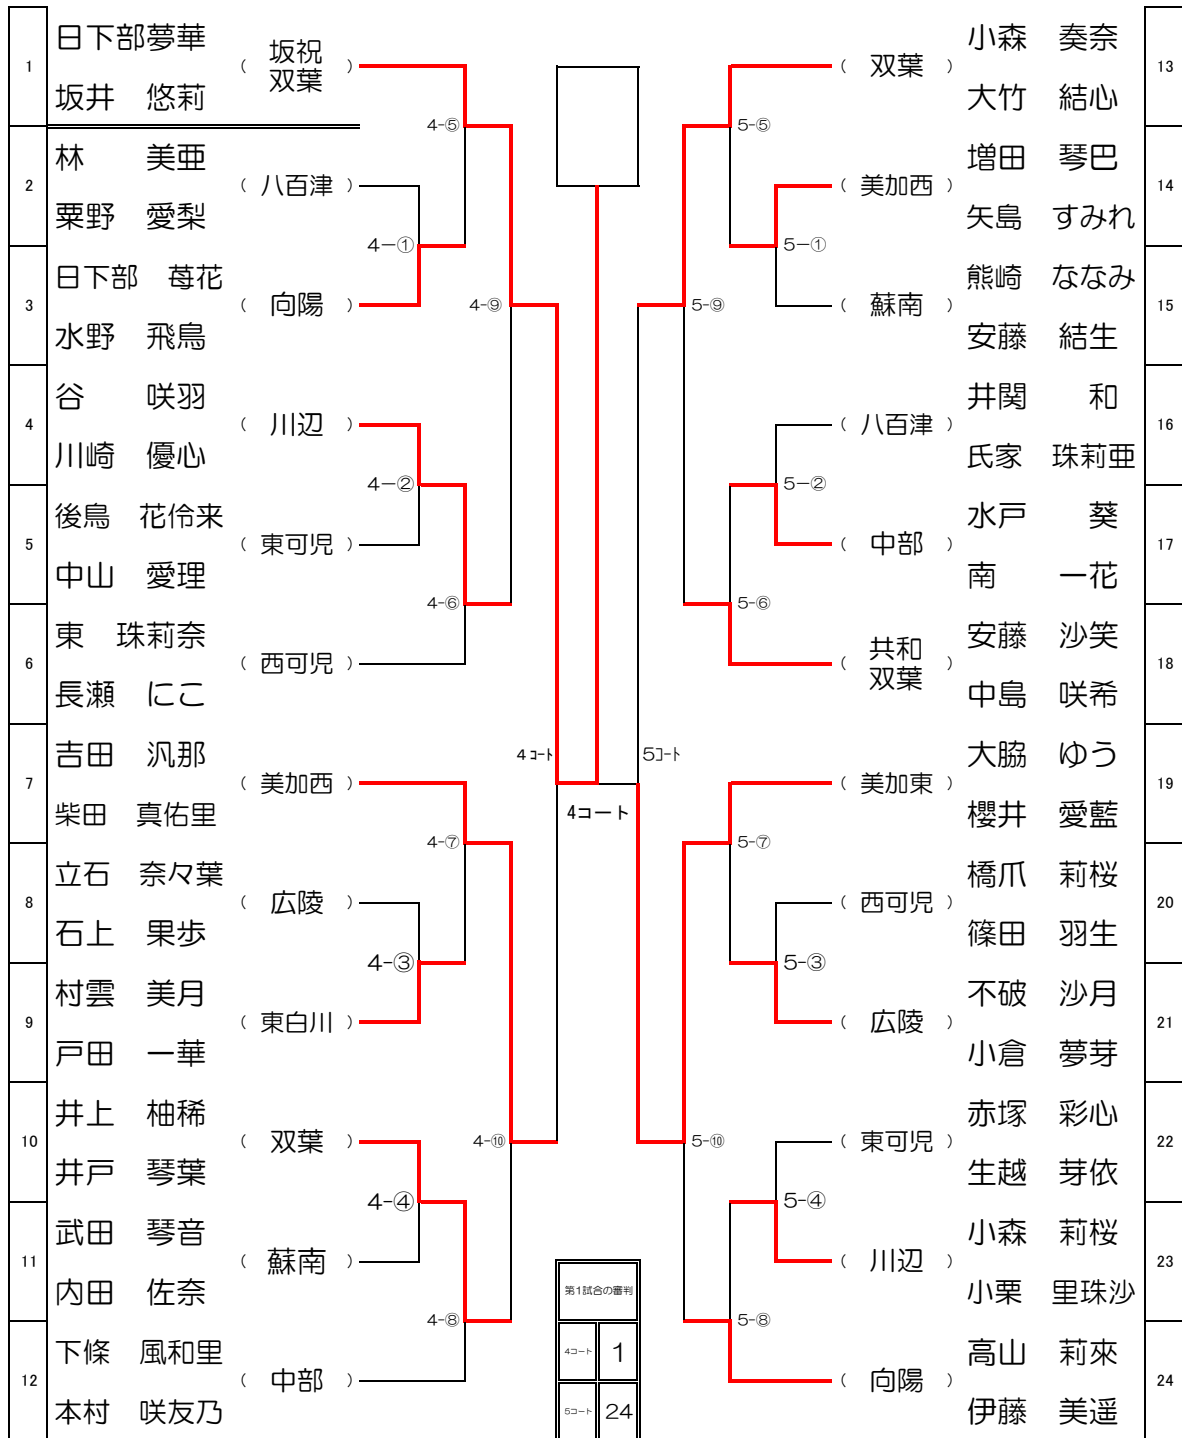 1
日下部夢華
坂井　悠莉
（ 坂祝
双葉 ）
2
林　　美亜
粟野　愛梨
（ 八百津 ）
3
日下部　苺花
水野　飛鳥
（ 向陽 ）
4
谷　　咲羽
川崎　優心
（ 川辺 ）
5
後鳥　花伶来
中山　愛理
（ 東可児 ）
6
東　珠莉奈
長瀬　にこ
（ 西可児 ）
7
吉田　汎那
柴田　真佑里
（ 美加西 ）
8
立石　奈々葉
石上　果歩
（ 広陵 ）
9
村雲　美月
戸田　一華
（ 東白川 ）
10
井上　柚稀
井戸　琴葉
（ 双葉 ）
11
武田　琴音
内田　佐奈
（ 蘇南 ）
12
下條　風和里
本村　咲友乃
（ 中部 ）
4-⑤
4-①
4-⑨
4-②
4-⑥
4-⑦
4-③
4-⑩
4-④
4-⑧
4コート
4コート
5コート
第1試合の審判
4コート 1
5コート 24
5-⑤
5-①
5-⑨
5-②
5-⑥
5-⑦
5-③
5-⑩
5-④
5-⑧
（ 双葉 ）
小森　奏奈
大竹　結心
13
（ 美加西 ）
増田　琴巴
矢島　すみれ
14
（ 蘇南 ）
熊崎　ななみ
安藤　結生
15
（ 八百津 ）
井関　　和
氏家　珠莉亜
16
（ 中部 ）
水戸　　葵
南　　一花
17
（ 共和
双葉 ）
安藤　沙笑
中島　咲希
18
（ 美加東 ）
大脇　ゆう
櫻井　愛藍
19
（ 西可児 ）
橋爪　莉桜
篠田　羽生
20
（ 広陵 ）
不破　沙月
小倉　夢芽
21
（ 東可児 ）
赤塚　彩心
生越　芽依
22
（ 川辺 ）
小森　莉桜
小栗　里珠沙
23
（ 向陽 ）
高山　莉來
伊藤　美遥
24